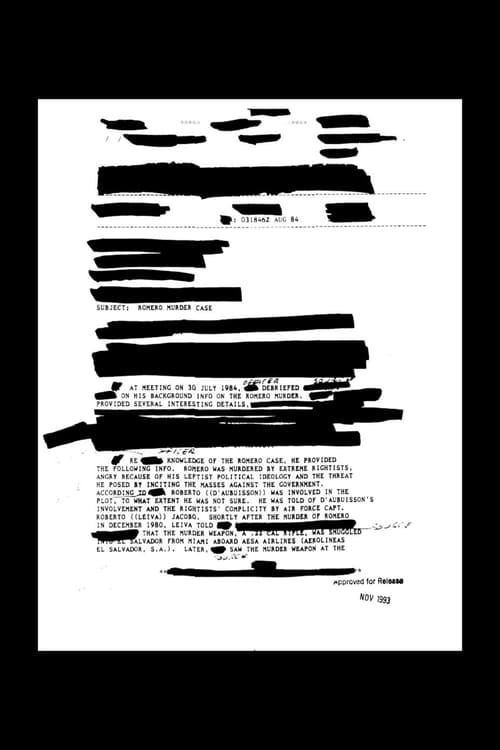 : 031846Z AUG 84
SUBJECT: ROMERO MURDER CASE
OFFICER
AT MEETING ON 30 JULY 1984, DEBRIEFED
ON HIS BACKGROUND INFO ON THE ROMERO MURDER.
PROVIDED SEVERAL INTERESTING DETAILS,
OFFICER
RE KNOWLEDGE OF THE ROMERO CASE, HE PROVIDED
THE FOLLOWING INFO. ROMERO WAS MURDERED BY EXTREME RIGHTISTS,
ANGRY BECAUSE OF HIS LEFTIST POLITICAL IDEOLOGY AND THE THREAT
HE POSED BY INCITING THE MASSES AGAINST THE GOVERNMENT.
ACCORDING TO ROBERTO ((D'AUBUISSON)) WAS INVOLVED IN THE
PLOT, TO WHAT EXTENT HE WAS NOT SURE. HE WAS TOLD OF D'AUBUISSON'S
INVOLVEMENT AND THE RIGHTISTS' COMPLICITY BY AIR FORCE CAPT.
ROBERTO ((LEIVA)) JACOBO. SHORTLY AFTER THE MURDER OF ROMERO
IN DECEMBER 1980, LEIVA TOLD
SOURCE
THAT THE MURDER WEAPON, A .22 CAL RIFLE, WAS SMUGGLED
INTO EL SALVADOR FROM MIAMI ABOARD AESA AIRLINES (AEROLINEAS
EL SALVADOR, S.A.). LATER, SAW THE MURDER WEAPON AT THE
SOURCE
Approved for Release
NOV 1993